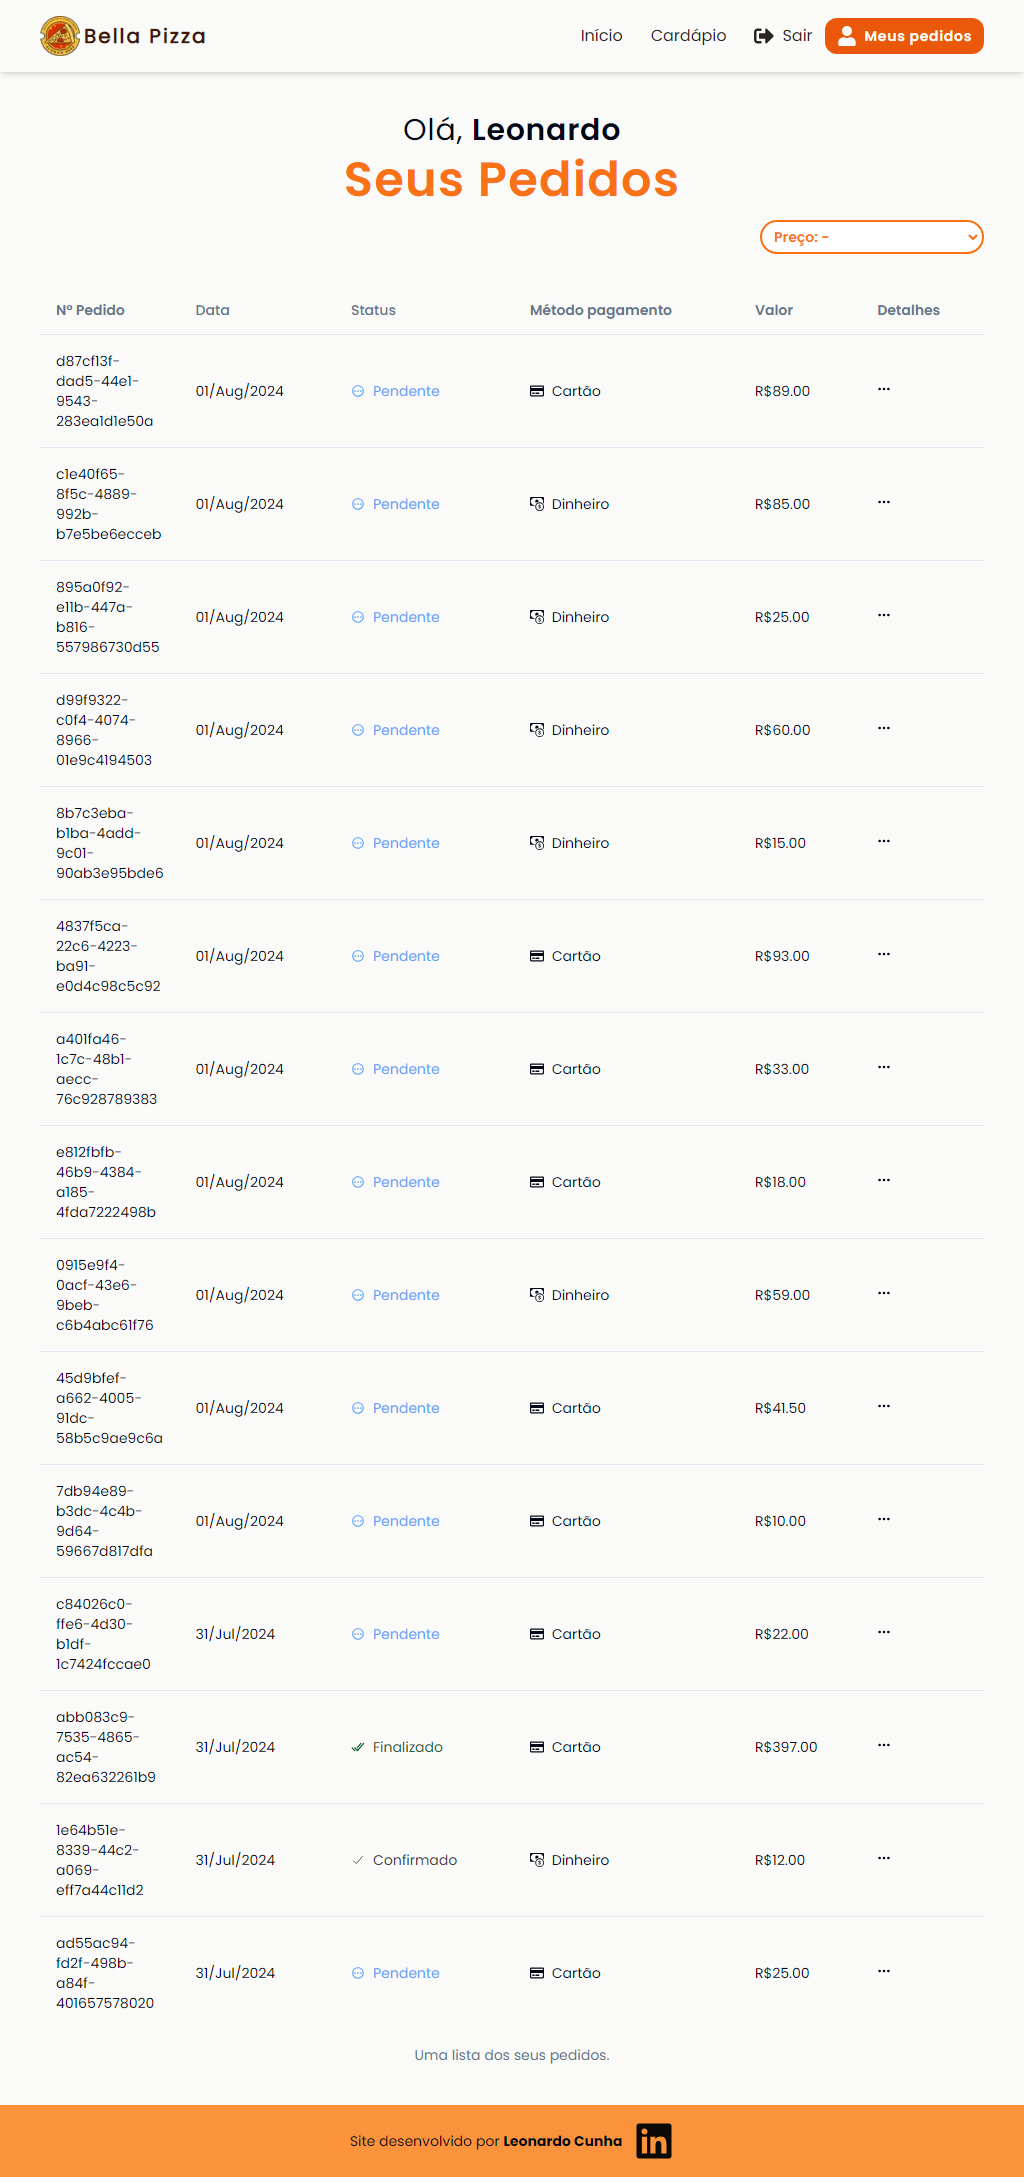 Bella Pizza
Início
Cardápio
Sair
Meus pedidos
Olá, Leonardo
Seus Pedidos
Preço: -
Nº Pedido Data Status Método pagamento Valor Detalhes
d87cf13f-
dad5-44e1-
9543-
283ea1d1e50a
01/Aug/2024 Pendente Cartão R$89.00 ...
c1e40f65-
8f5c-4889-
992b-
b7e5be6ecceb
01/Aug/2024 Pendente Dinheiro R$85.00 ...
895a0f92-
e11b-447a-
b816-
557986730d55
01/Aug/2024 Pendente Dinheiro R$25.00 ...
d99f9322-
c0f4-4074-
8966-
01e9c4194503
01/Aug/2024 Pendente Dinheiro R$60.00 ...
8b7c3eba-
b1ba-4add-
9c01-
90ab3e95bde6
01/Aug/2024 Pendente Dinheiro R$15.00 ...
4837f5ca-
22c6-4223-
ba91-
e0d4c98c5c92
01/Aug/2024 Pendente Cartão R$93.00 ...
a401fa46-
1c7c-48b1-
aecc-
76c928789383
01/Aug/2024 Pendente Cartão R$33.00 ...
e812fbfb-
46b9-4384-
a185-
4fda7222498b
01/Aug/2024 Pendente Cartão R$18.00 ...
0915e9f4-
0acf-43e6-
9beb-
c6b4abc61f76
01/Aug/2024 Pendente Dinheiro R$59.00 ...
45d9bfef-
a662-4005-
91dc-
58b5c9ae9c6a
01/Aug/2024 Pendente Cartão R$41.50 ...
7db94e89-
b3dc-4c4b-
9d64-
59667d817dfa
01/Aug/2024 Pendente Cartão R$10.00 ...
c84026c0-
ffe6-4d30-
b1df-
1c7424fccae0
31/Jul/2024 Pendente Cartão R$22.00 ...
abb083c9-
7535-4865-
ac54-
82ea632261b9
31/Jul/2024 Finalizado Cartão R$397.00 ...
1e64b51e-
8339-44c2-
a069-
eff7a44c11d2
31/Jul/2024 Confirmado Dinheiro R$12.00 ...
ad55ac94-
fd2f-498b-
a84f-
401657578020
31/Jul/2024 Pendente Cartão R$25.00 ...
Uma lista dos seus pedidos.
Site desenvolvido por Leonardo Cunha
in